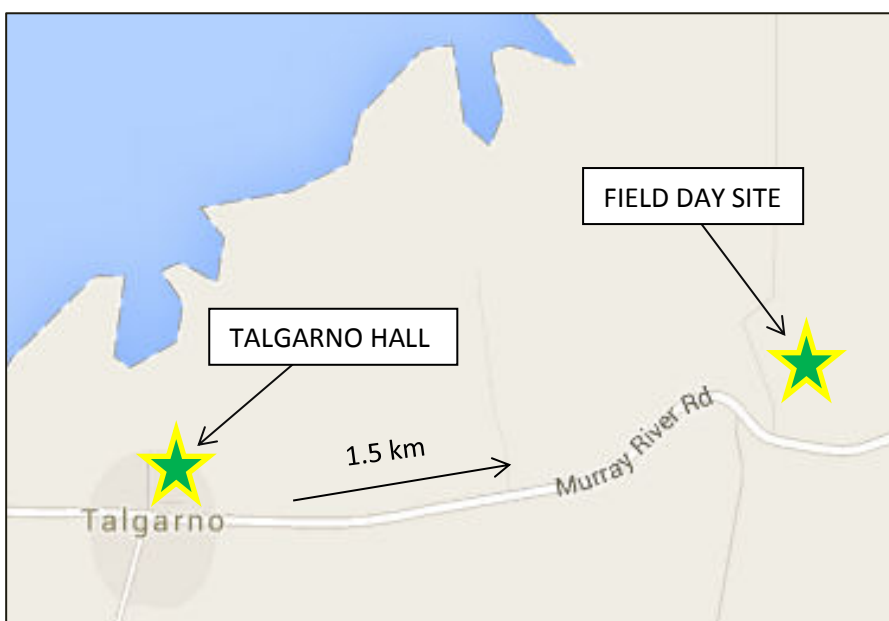 FIELD DAY SITE
TALGARNO HALL
1.5 km
Murray River Rd
Talgarno